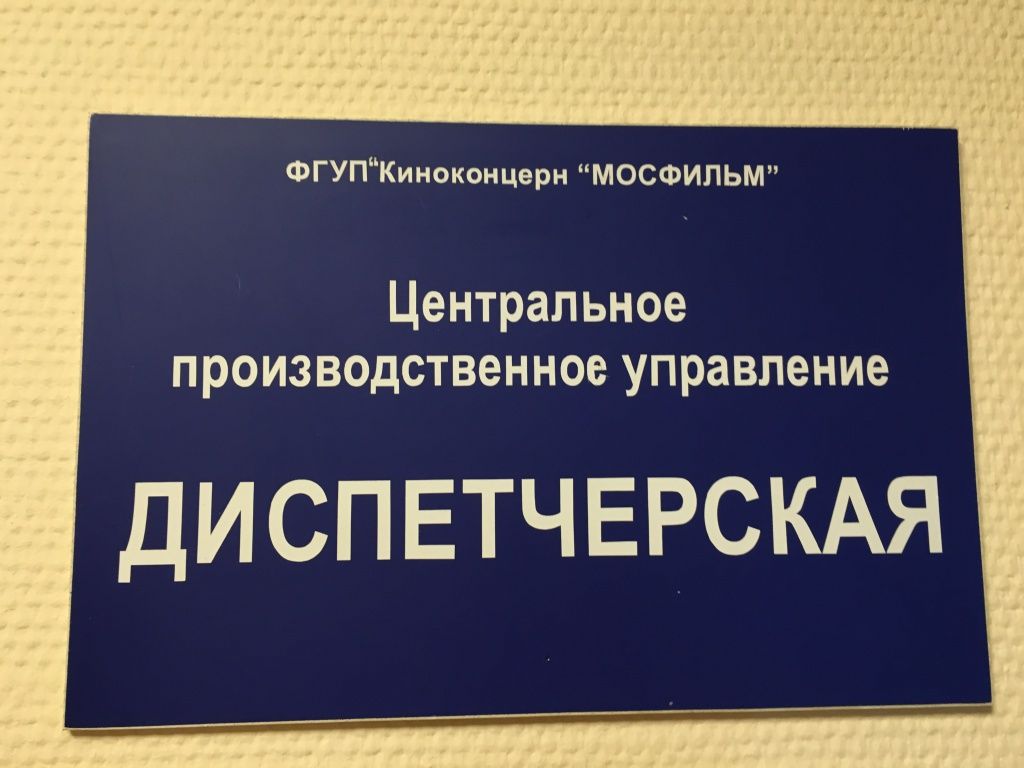 ФГУП“Киноконцерн “МОСФИЛЬМ”
Центральное
производственное управление
ДИСПЕТЧЕРСКАЯ